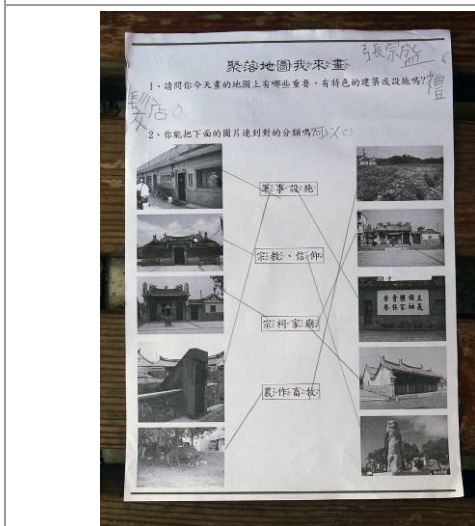 聚落地圖我來畫
張宗盛
1、請問你今天畫的地圖上有哪些重要、有特色的建築或設施嗎?
髮店。
禮
2、你能把下面的圖片連到對的分類嗎?可以
軍事設施
宗教、信仰
宗祠家廟
農作畜牧